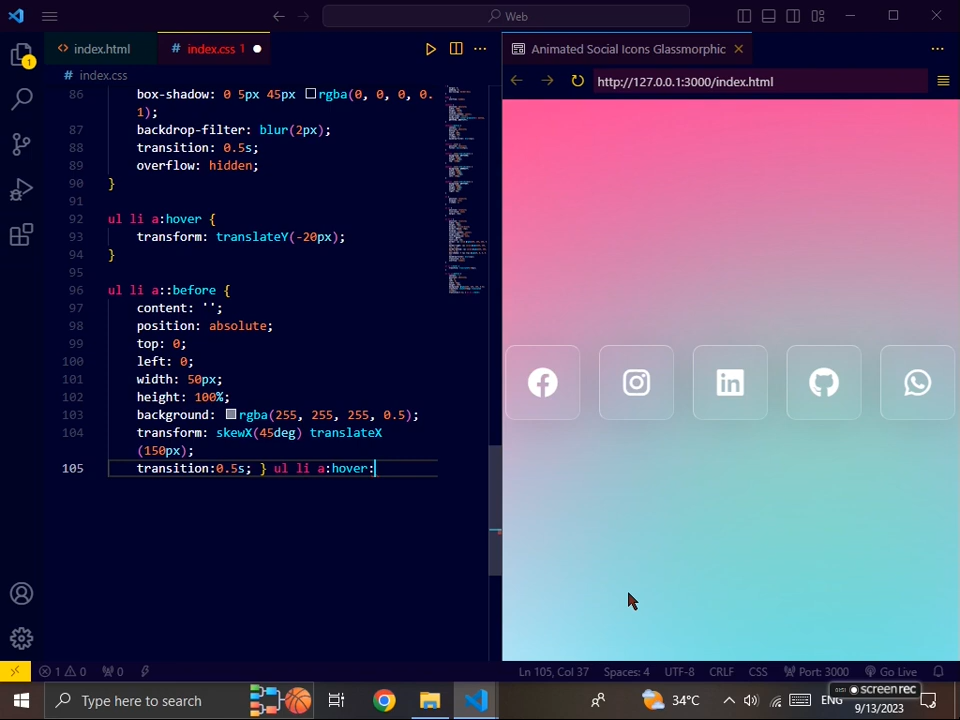 Web
index.html
# index.css 1
Animated Social Icons Glassmorphic
# index.css
http://127.0.0.1:3000/index.html
86 box-shadow: 0 5px 45px rgba(0, 0, 0, 0.
1);
87 backdrop-filter: blur(2px);
88 transition: 0.5s;
89 overflow: hidden;
90 }
91
92 ul li a:hover {
93 transform: translateY(-20px);
94 }
95
96 ul li a::before {
97 content: '';
98 position: absolute;
99 top: 0;
100 left: 0;
101 width: 50px;
102 height: 100%;
103 background: rgba(255, 255, 255, 0.5);
104 transform: skewX(45deg) translateX
(150px);
105 transition:0.5s; } ul li a:hover:
1
in
1 0 0 Ln 105, Col 37 Spaces: 4 UTF-8 CRLF CSS Port: 3000 Go Live
Type here to search 34°C ENG
screenrec
9/13/2023